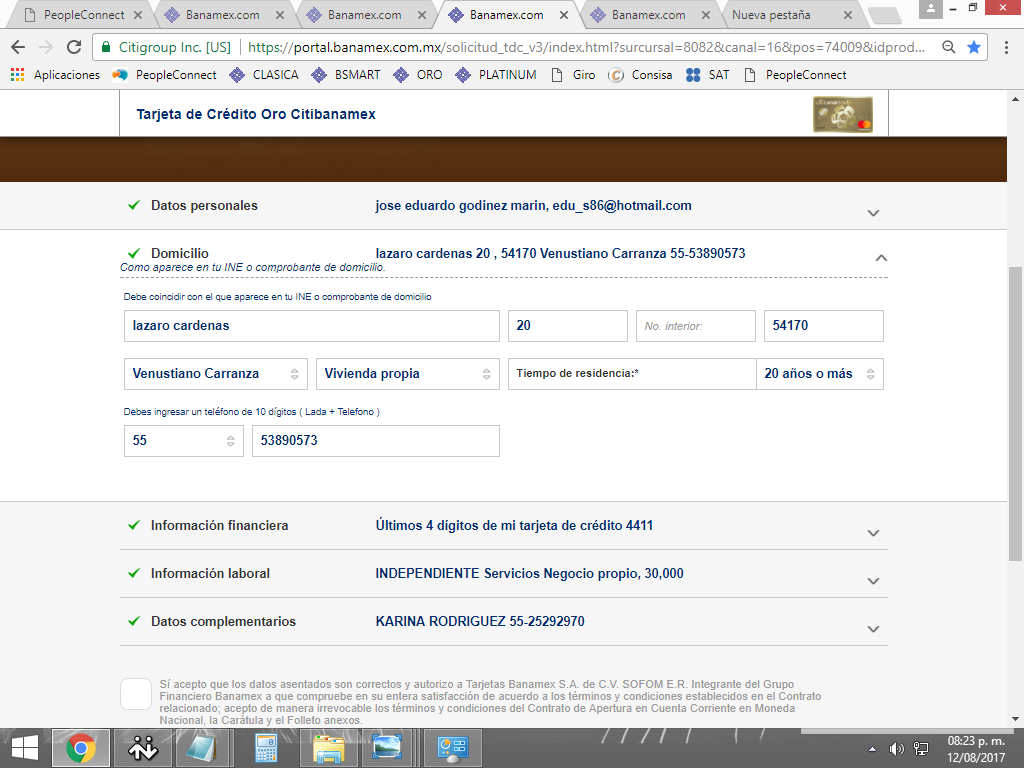 PeopleConnect
Banamex.com
Banamex.com
Banamex.com
Banamex.com
Nueva pestaña
Citigroup Inc. [US] https://portal.banamex.com.mx/solicitud_tdc_v3/index.html?surcursal=8082&canal=16&pos=74009&idprod...
Aplicaciones PeopleConnect CLASICA BSMART ORO PLATINUM Giro Consisa SAT PeopleConnect
Tarjeta de Crédito Oro Citibanamex
Datos personales jose eduardo godinez marin, edu_s86@hotmail.com
Domicilio lazaro cardenas 20 , 54170 Venustiano Carranza 55-53890573
Como aparece en tu INE o comprobante de domicilio.
Debe coincidir con el que aparece en tu INE o comprobante de domicilio
lazaro cardenas 20 No. interior: 54170
Venustiano Carranza Vivienda propia Tiempo de residencia:* 20 años o más
Debes ingresar un teléfono de 10 dígitos ( Lada + Telefono )
55 53890573
Información financiera Últimos 4 dígitos de mi tarjeta de crédito 4411
Información laboral INDEPENDIENTE Servicios Negocio propio, 30,000
Datos complementarios KARINA RODRIGUEZ 55-25292970
Sí acepto que los datos asentados son correctos y autorizo a Tarjetas Banamex S.A. de C.V. SOFOM E.R. Integrante del Grupo
Financiero Banamex a que compruebe en su entera satisfacción de acuerdo a los términos y condiciones establecidos en el Contrato
relacionado; acepto de manera irrevocable los términos y condiciones del Contrato de Apertura en Cuenta Corriente en Moneda
Nacional, la Carátula y el Folleto anexos.
08:23 p. m.
12/08/2017